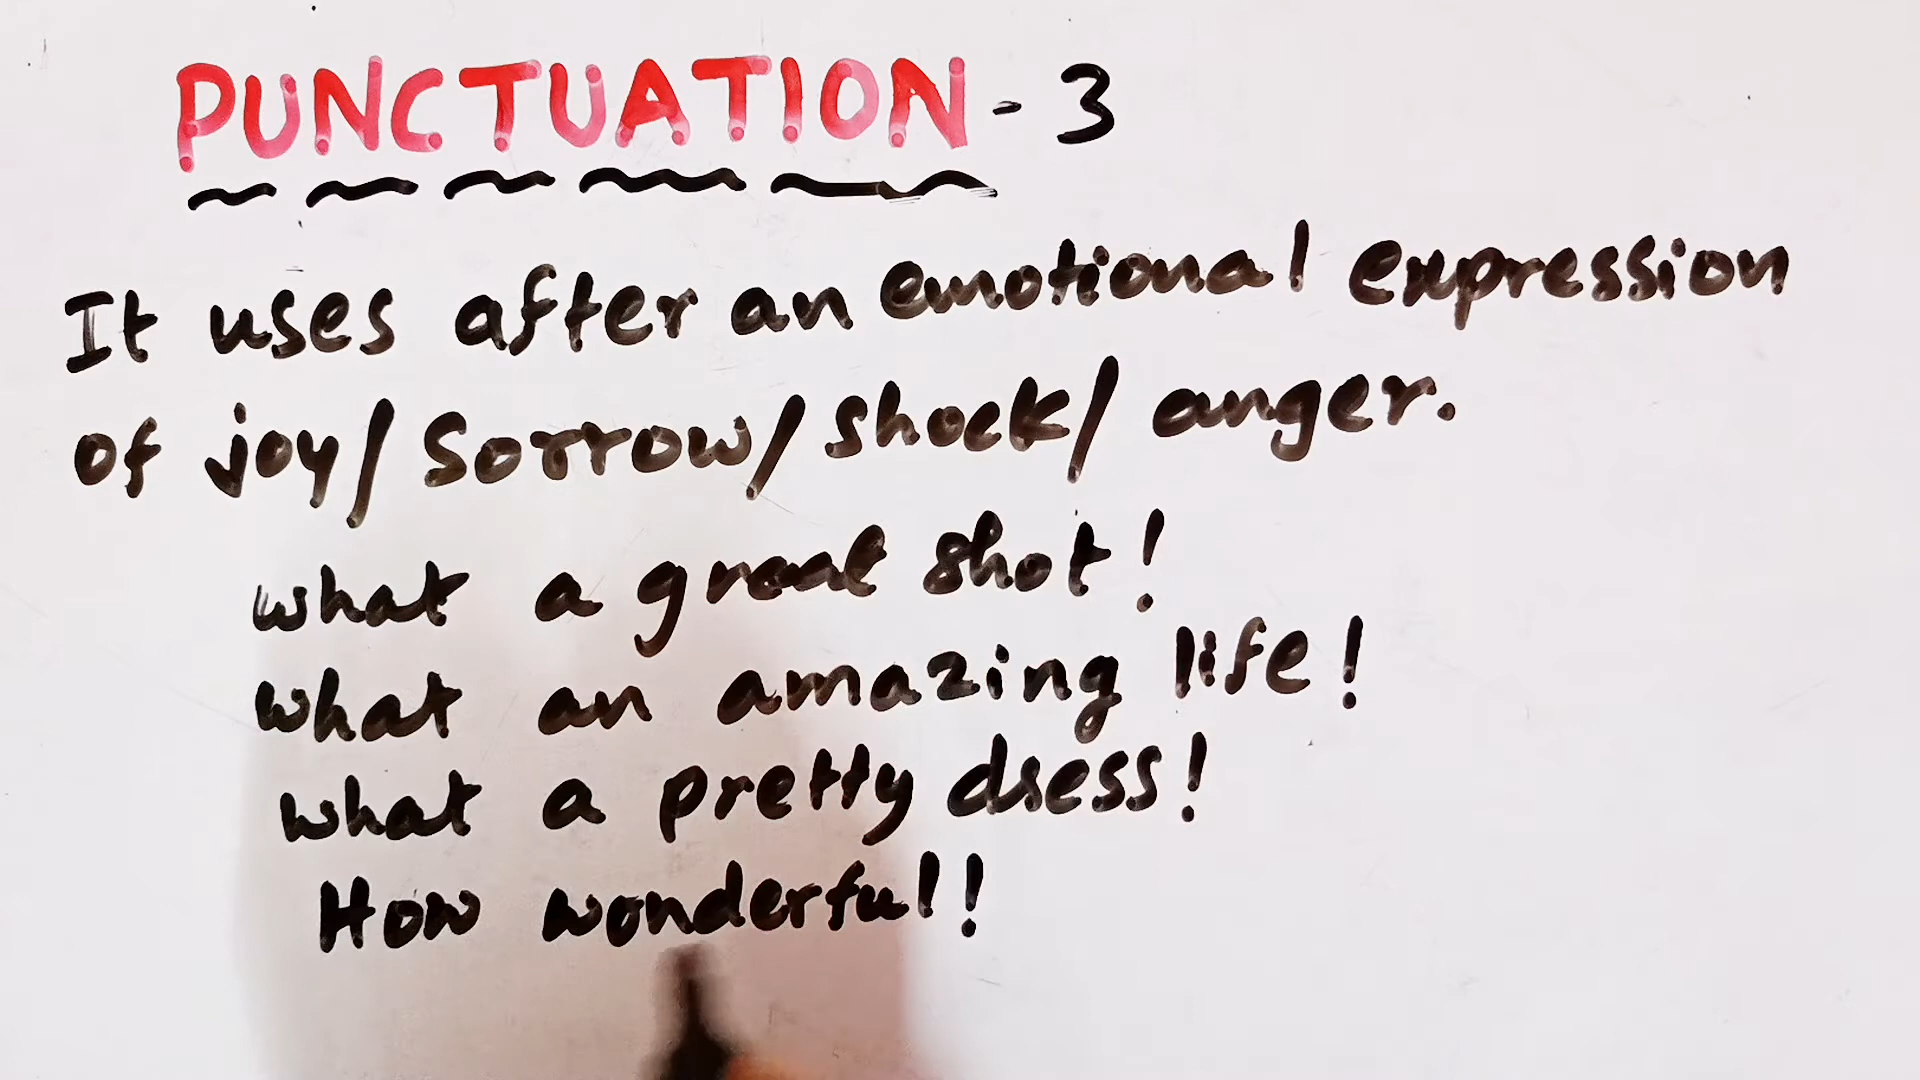 PUNCTUATION - 3
It uses after an emotional expression
of joy/ Sorrow/ shock/ anger.
what a great shot!
what an amazing life!
what a pretty dress!
How wonderful!